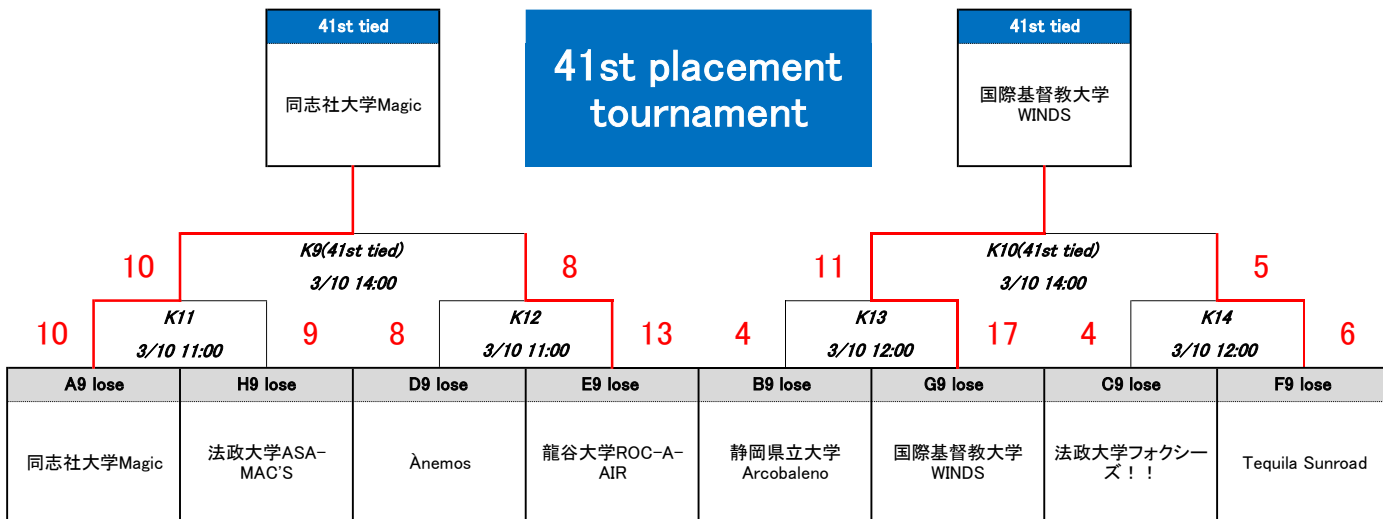 41st tied
41st placement
tournament
41st tied
同志社大学Magic
国際基督教大学
WINDS
K9(41st tied)
K10(41st tied)
10
8
11
5
3/10 14:00
3/10 14:00
K11
K12
K13
K14
10
9
8
13
4
17
4
6
3/10 11:00
3/10 11:00
3/10 12:00
3/10 12:00
A9 lose
H9 lose
D9 lose
E9 lose
B9 lose
G9 lose
C9 lose
F9 lose
同志社大学Magic
法政大学ASA-
MAC'S
Ànemos
龍谷大学ROC-A-
AIR
静岡県立大学
Arcobaleno
国際基督教大学
WINDS
法政大学フォクシー
ズ！！
Tequila Sunroad